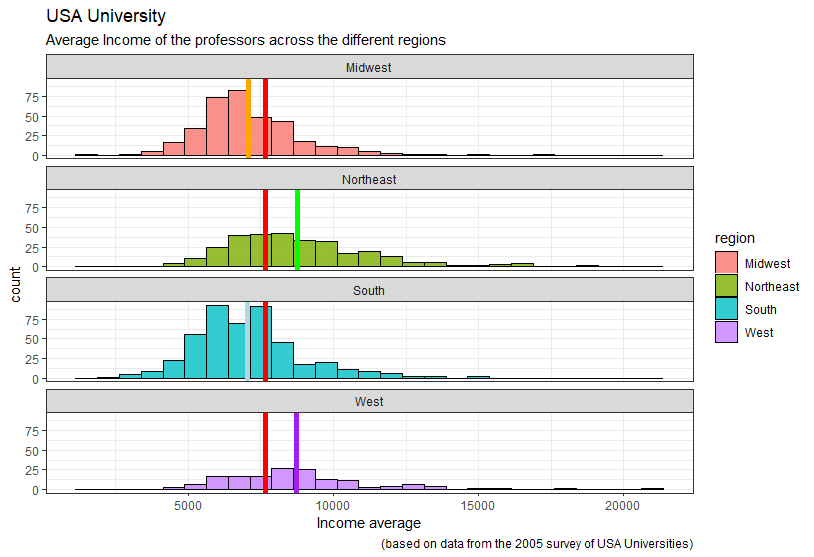 USA University
Average Income of the professors across the different regions
Midwest
75
50
25
0
Northeast
75
50
25
0
South
75
50
25
0
West
75
50
25
0
count
5000 10000 15000 20000
Income average
(based on data from the 2005 survey of USA Universities)
region
Midwest
Northeast
South
West